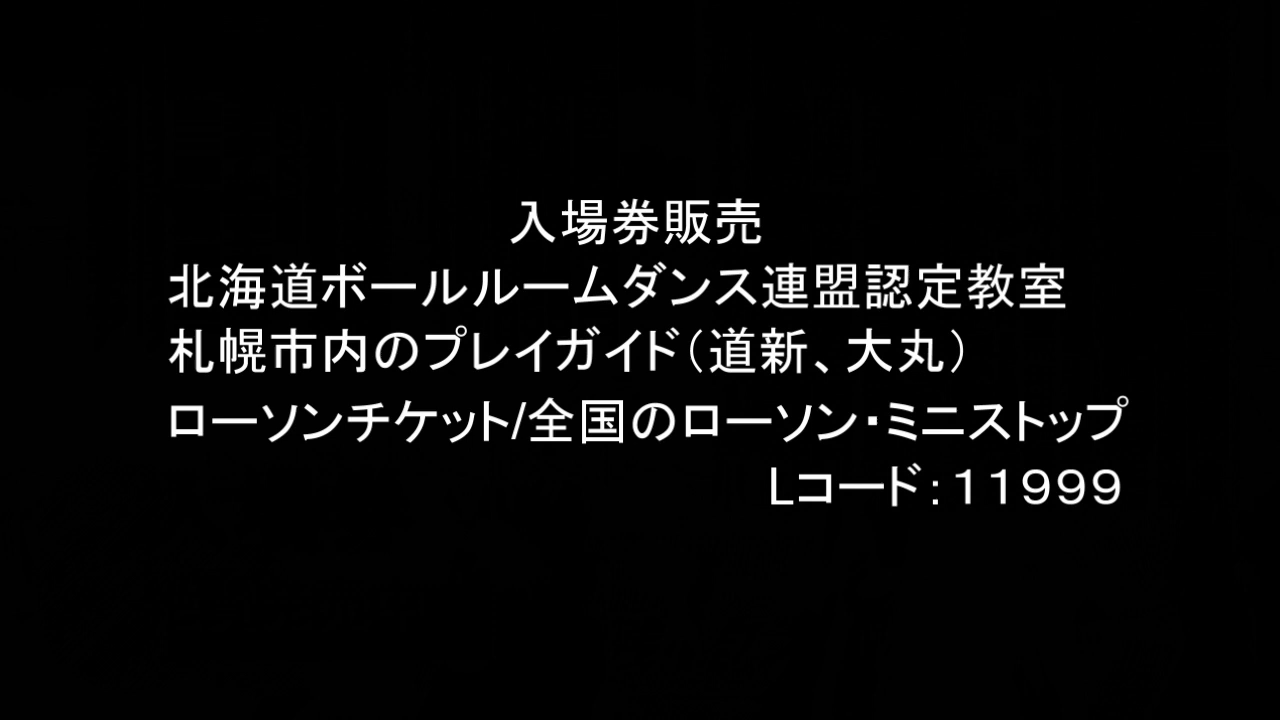 入場券販売
北海道ボールルームダンス連盟認定教室
札幌市内のプレイガイド（道新、大丸）
ローソンチケット/全国のローソン・ミニストップ
Lコード：１１９９９